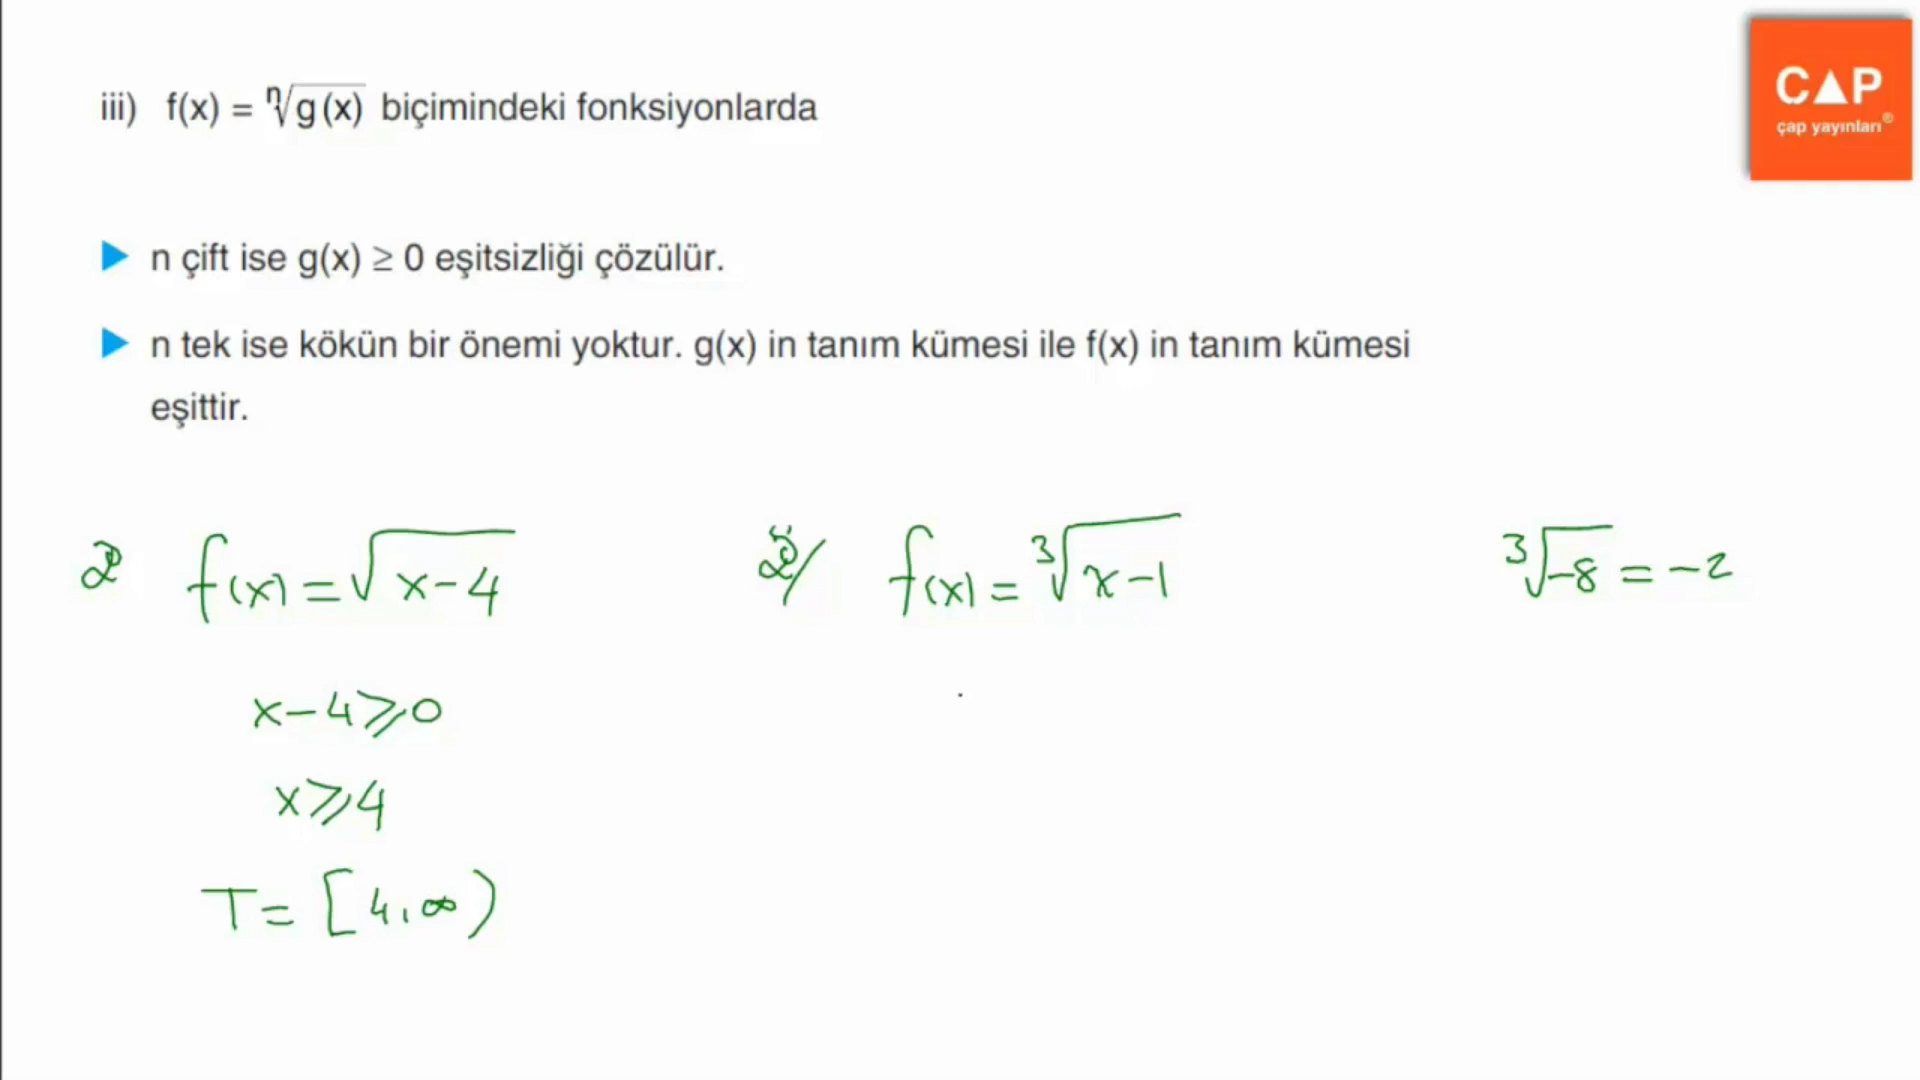 iii) f(x) = ⁿ√g(x) biçimindeki fonksiyonlarda
CAP
çap yayınları®
▶ n çift ise g(x) ≥ 0 eşitsizliği çözülür.
▶ n tek ise kökün bir önemi yoktur. g(x) in tanım kümesi ile f(x) in tanım kümesi
eşittir.
f(x) = √x-4
f(x) = ³√x-1
³√-8 = -2
x-4⩾0
x⩾4
T= [4,∞)